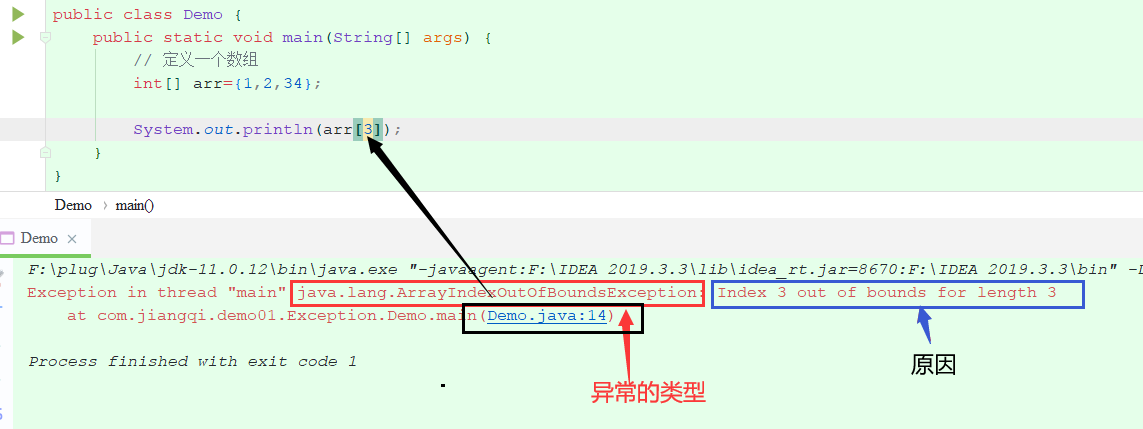 public class Demo {
public static void main(String[] args) {
// 定义一个数组
int[] arr={1,2,34};
System.out.println(arr[3]);
}
}
Demo › main()
Demo ×
F:\plug\Java\jdk-11.0.12\bin\java.exe "-javaagent:F:\IDEA 2019.3.3\lib\idea_rt.jar=8670:F:\IDEA 2019.3.3\bin" -D
Exception in thread "main" java.lang.ArrayIndexOutOfBoundsException: Index 3 out of bounds for length 3
at com.jiangqi.demo01.Exception.Demo.main(Demo.java:14)
原因
Process finished with exit code 1
异常的类型